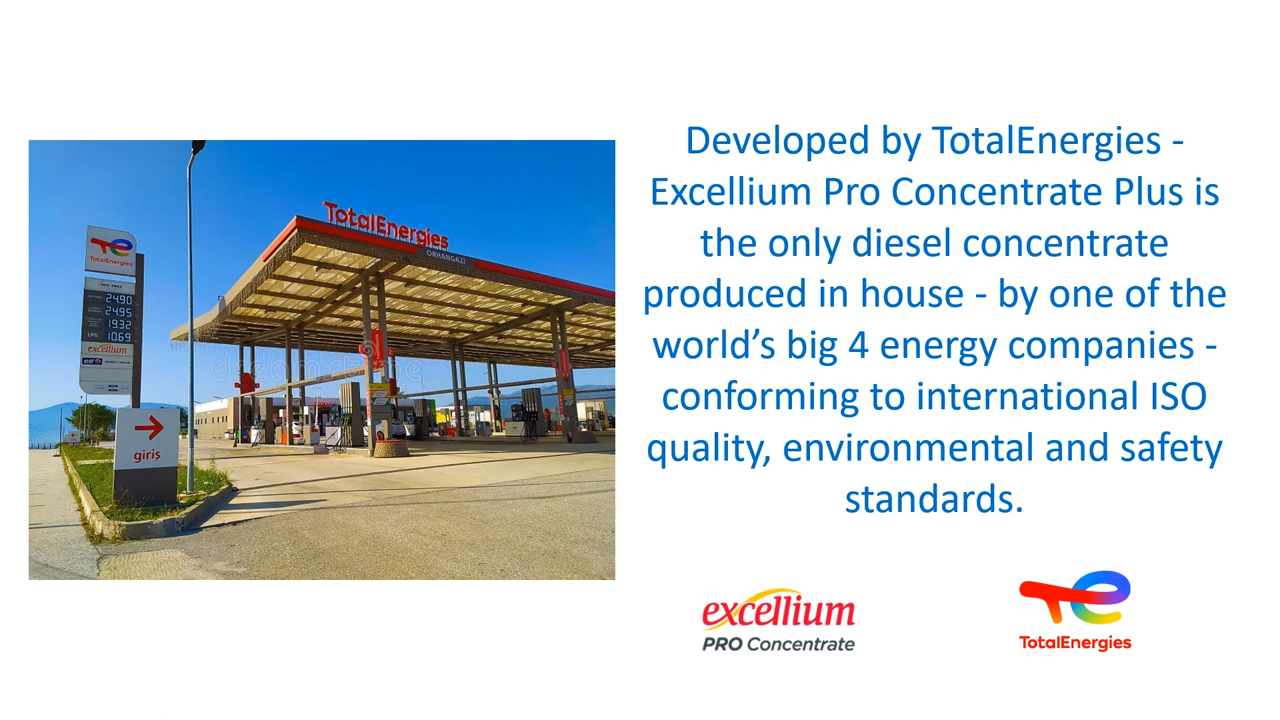 Developed by TotalEnergies -
Excellium Pro Concentrate Plus is
the only diesel concentrate
produced in house - by one of the
world’s big 4 energy companies -
conforming to international ISO
quality, environmental and safety
standards.
TotalEnergies
ORHANGAZİ
TotalEnergies
24.90
24.95
19.32
LPG 10.69
excellium
elf
giriş
dreamstime
excellium
PRO Concentrate
TotalEnergies